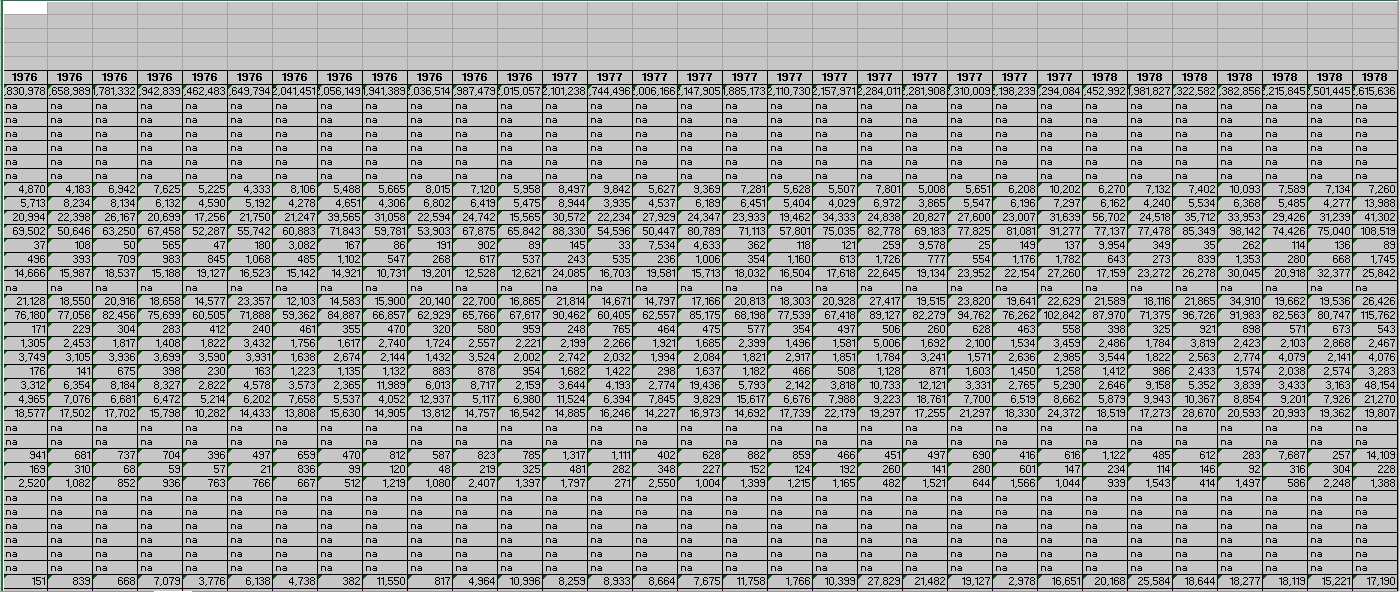 1976 1976 1976 1976 1976 1976 1976 1976 1976 1976 1976 1976 1977 1977 1977 1977 1977 1977 1977 1977 1977 1977 1977 1977 1978 1978 1978 1978 1978 1978 1978
,830,978 ,658,989 ,781,332 ,942,839 ,462,483 ,649,794 2,041,451 ,056,149 ,941,389 ,036,514 ,987,479 ,015,057 2,101,238 ,744,496 ,006,166 ,147,905 ,885,173 2,110,730 2,157,971 2,284,011 ,281,908 ,310,009 ,198,239 ,294,084 ,452,992 ,981,827 ,322,582 ,382,856 ,215,845 ,501,445 ,615,636
na na na na na na na na na na na na na na na na na na na na na na na na na na na na na na na
na na na na na na na na na na na na na na na na na na na na na na na na na na na na na na na
na na na na na na na na na na na na na na na na na na na na na na na na na na na na na na na
na na na na na na na na na na na na na na na na na na na na na na na na na na na na na na na
na na na na na na na na na na na na na na na na na na na na na na na na na na na na na na na
na na na na na na na na na na na na na na na na na na na na na na na na na na na na na na na
4,870 4,183 6,942 7,625 5,225 4,333 8,106 5,488 5,665 8,015 7,120 5,958 8,497 9,842 5,627 9,369 7,281 5,628 5,507 7,801 5,008 5,651 6,208 10,202 6,270 7,132 7,402 10,093 7,589 7,134 7,260
5,713 8,234 8,134 6,132 4,590 5,192 4,278 4,651 4,306 6,802 6,419 5,475 8,944 3,935 4,537 6,189 6,451 5,404 4,029 6,972 3,865 5,547 6,196 7,297 6,162 4,240 5,534 6,368 5,485 4,277 13,988
20,994 22,398 26,167 20,699 17,256 21,750 21,247 39,565 31,058 22,594 24,742 15,565 30,572 22,234 27,929 24,347 23,933 19,462 34,333 24,838 20,827 27,600 23,007 31,639 56,702 24,518 35,712 33,953 29,426 31,239 41,302
69,502 50,646 63,250 67,458 52,287 55,742 60,883 71,843 59,781 53,903 67,875 65,842 88,330 54,596 50,447 80,789 71,113 57,801 75,035 82,778 69,183 77,825 81,081 91,277 77,137 77,478 85,349 98,142 74,426 75,040 108,519
37 108 50 565 47 180 3,082 167 86 191 902 89 145 33 7,534 4,633 362 118 121 259 9,578 25 149 137 9,954 349 35 262 114 136 89
496 393 709 983 845 1,068 485 1,102 547 268 617 537 243 535 236 1,006 354 1,160 613 1,726 777 554 1,176 1,782 643 273 839 1,353 280 668 1,745
14,666 15,987 18,537 15,188 19,127 16,523 15,142 14,921 10,731 19,201 12,528 12,621 24,085 16,703 19,581 15,713 18,032 16,504 17,618 22,645 19,134 23,952 22,154 27,260 17,159 23,272 26,278 30,045 20,918 32,377 25,842
na na na na na na na na na na na na na na na na na na na na na na na na na na na na na na na
21,128 18,550 20,916 18,658 14,577 23,357 12,103 14,583 15,900 20,140 22,700 16,865 21,814 14,671 14,797 17,166 20,813 18,303 20,928 27,417 19,515 23,820 19,641 22,629 21,589 18,116 21,865 34,910 19,662 19,536 26,426
76,180 77,056 82,456 75,699 60,505 71,888 59,362 84,887 66,857 62,929 65,766 67,617 90,462 60,405 62,557 85,175 68,198 77,539 67,418 89,127 82,279 94,762 76,262 102,842 87,970 71,375 96,726 91,983 82,563 80,747 115,762
171 229 304 283 412 240 461 355 470 320 580 959 248 765 464 475 577 354 497 506 260 628 463 558 398 325 921 898 571 673 543
1,305 2,453 1,817 1,408 1,822 3,432 1,756 1,617 2,740 1,724 2,557 2,221 2,199 2,266 1,921 1,685 2,399 1,496 1,581 5,006 1,692 2,100 1,534 3,459 2,486 1,784 3,819 2,423 2,103 2,868 2,467
3,749 3,105 3,936 3,699 3,590 3,931 1,638 2,674 2,144 1,432 3,524 2,002 2,742 2,032 1,994 2,084 1,821 2,917 1,851 1,784 3,241 1,571 2,636 2,985 3,544 1,822 2,563 2,774 4,079 2,141 4,076
176 141 675 398 230 163 1,223 1,135 1,132 883 878 954 1,682 1,422 298 1,637 1,182 466 508 1,128 871 1,603 1,450 1,258 1,412 986 2,433 1,574 2,038 2,574 3,283
3,312 6,354 8,184 8,327 2,822 4,578 3,573 2,365 11,989 6,013 8,717 2,159 3,644 4,193 2,774 19,436 5,793 2,142 3,818 10,733 12,121 3,331 2,765 5,290 2,646 9,158 5,352 3,839 3,433 3,163 48,154
4,965 7,076 6,681 6,472 5,214 6,202 7,658 5,537 4,052 12,937 5,117 6,980 11,524 6,394 7,845 9,829 15,617 6,676 7,988 9,223 18,761 7,700 6,519 8,662 5,879 9,943 10,367 8,854 9,201 7,926 21,270
18,577 17,502 17,702 15,798 10,282 14,433 13,808 15,630 14,905 13,812 14,757 16,542 14,885 16,246 14,227 16,973 14,692 17,739 22,179 19,297 17,255 21,297 18,330 24,372 18,519 17,273 28,670 20,593 20,993 19,362 19,807
na na na na na na na na na na na na na na na na na na na na na na na na na na na na na na na
na na na na na na na na na na na na na na na na na na na na na na na na na na na na na na na
941 681 737 704 396 497 659 470 812 587 823 785 1,317 1,111 402 628 882 859 466 451 497 690 416 616 1,122 485 612 283 7,687 257 14,109
169 310 68 59 57 21 836 99 120 48 219 325 481 282 348 227 152 124 192 260 141 280 601 147 234 114 146 92 316 304 228
2,520 1,082 852 936 763 766 667 512 1,219 1,080 2,407 1,397 1,797 271 2,550 1,004 1,399 1,215 1,165 482 1,521 644 1,566 1,044 939 1,543 414 1,497 586 2,248 1,388
na na na na na na na na na na na na na na na na na na na na na na na na na na na na na na na
na na na na na na na na na na na na na na na na na na na na na na na na na na na na na na na
na na na na na na na na na na na na na na na na na na na na na na na na na na na na na na na
na na na na na na na na na na na na na na na na na na na na na na na na na na na na na na na
na na na na na na na na na na na na na na na na na na na na na na na na na na na na na na na
na na na na na na na na na na na na na na na na na na na na na na na na na na na na na na na
151 839 668 7,079 3,776 6,138 4,738 382 11,550 817 4,964 10,996 8,259 8,933 8,664 7,675 11,758 1,766 10,399 27,829 21,482 19,127 2,978 16,651 20,168 25,584 18,644 18,277 18,119 15,221 17,190